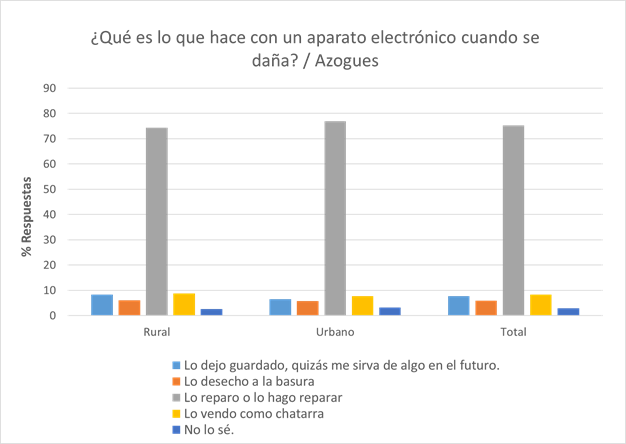 ¿Qué es lo que hace con un aparato electrónico cuando se
daña? / Azogues
90
80
70
60
50
40
30
20
10
0
% Respuestas
Rural
Urbano
Total
Lo dejo guardado, quizás me sirva de algo en el futuro.
Lo desecho a la basura
Lo reparo o lo hago reparar
Lo vendo como chatarra
No lo sé.